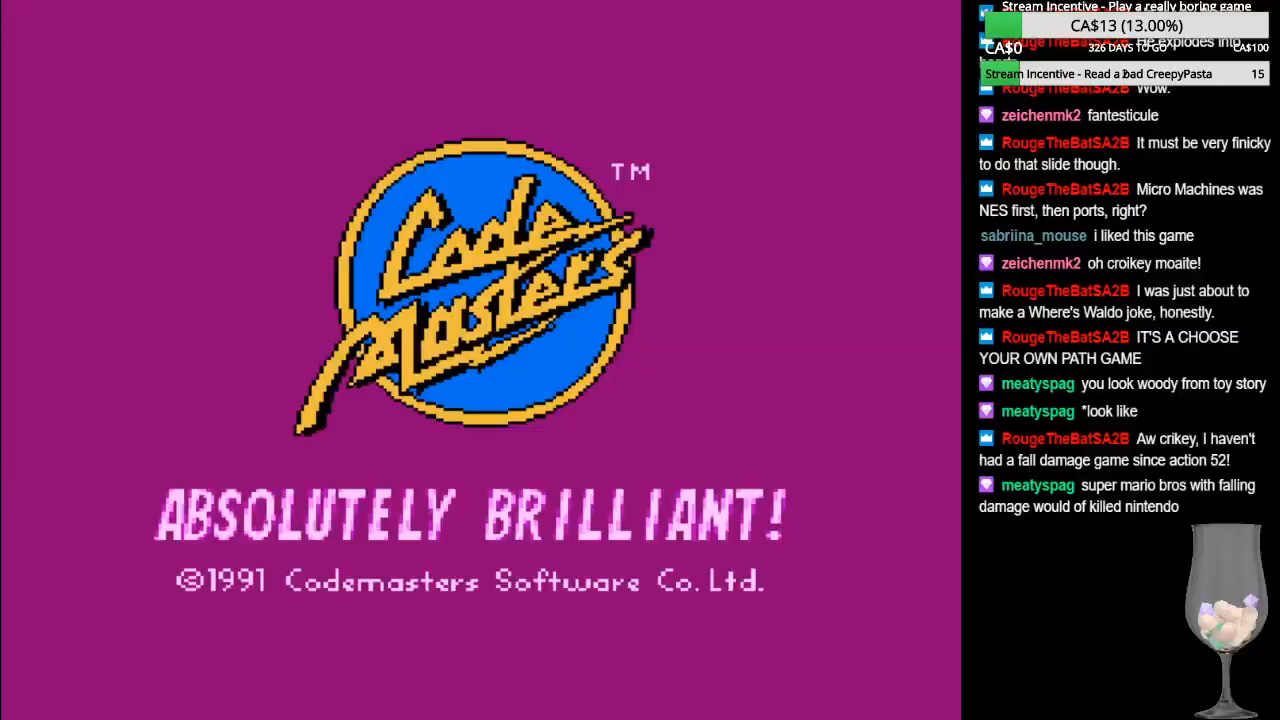 Code
Masters
TM
ABSOLUTELY BRILLIANT!
©1991 Codemasters Software Co.Ltd.
Stream Incentive - Play a really boring game
CA$13 (13.00%)
RougeTheBatSA2B He explodes into
CA$0 326 DAYS TO GO CA$100
Stream Incentive - Read a bad CreepyPasta 15
RougeTheBatSA2B Wow.
zeichenmk2 fantesticule
RougeTheBatSA2B It must be very finicky
to do that slide though.
RougeTheBatSA2B Micro Machines was
NES first, then ports, right?
sabriina_mouse i liked this game
zeichenmk2 oh croikey moaite!
RougeTheBatSA2B I was just about to
make a Where's Waldo joke, honestly.
RougeTheBatSA2B IT'S A CHOOSE
YOUR OWN PATH GAME
meatyspag you look woody from toy story
meatyspag *look like
RougeTheBatSA2B Aw crikey, I haven't
had a fall damage game since action 52!
meatyspag super mario bros with falling
damage would of killed nintendo